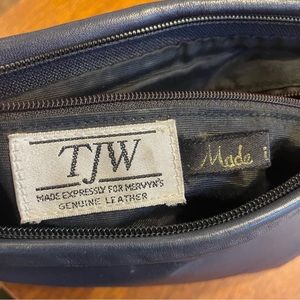 TJW
MADE EXPRESSLY FOR MERVYN'S
GENUINE LEATHER
Made i